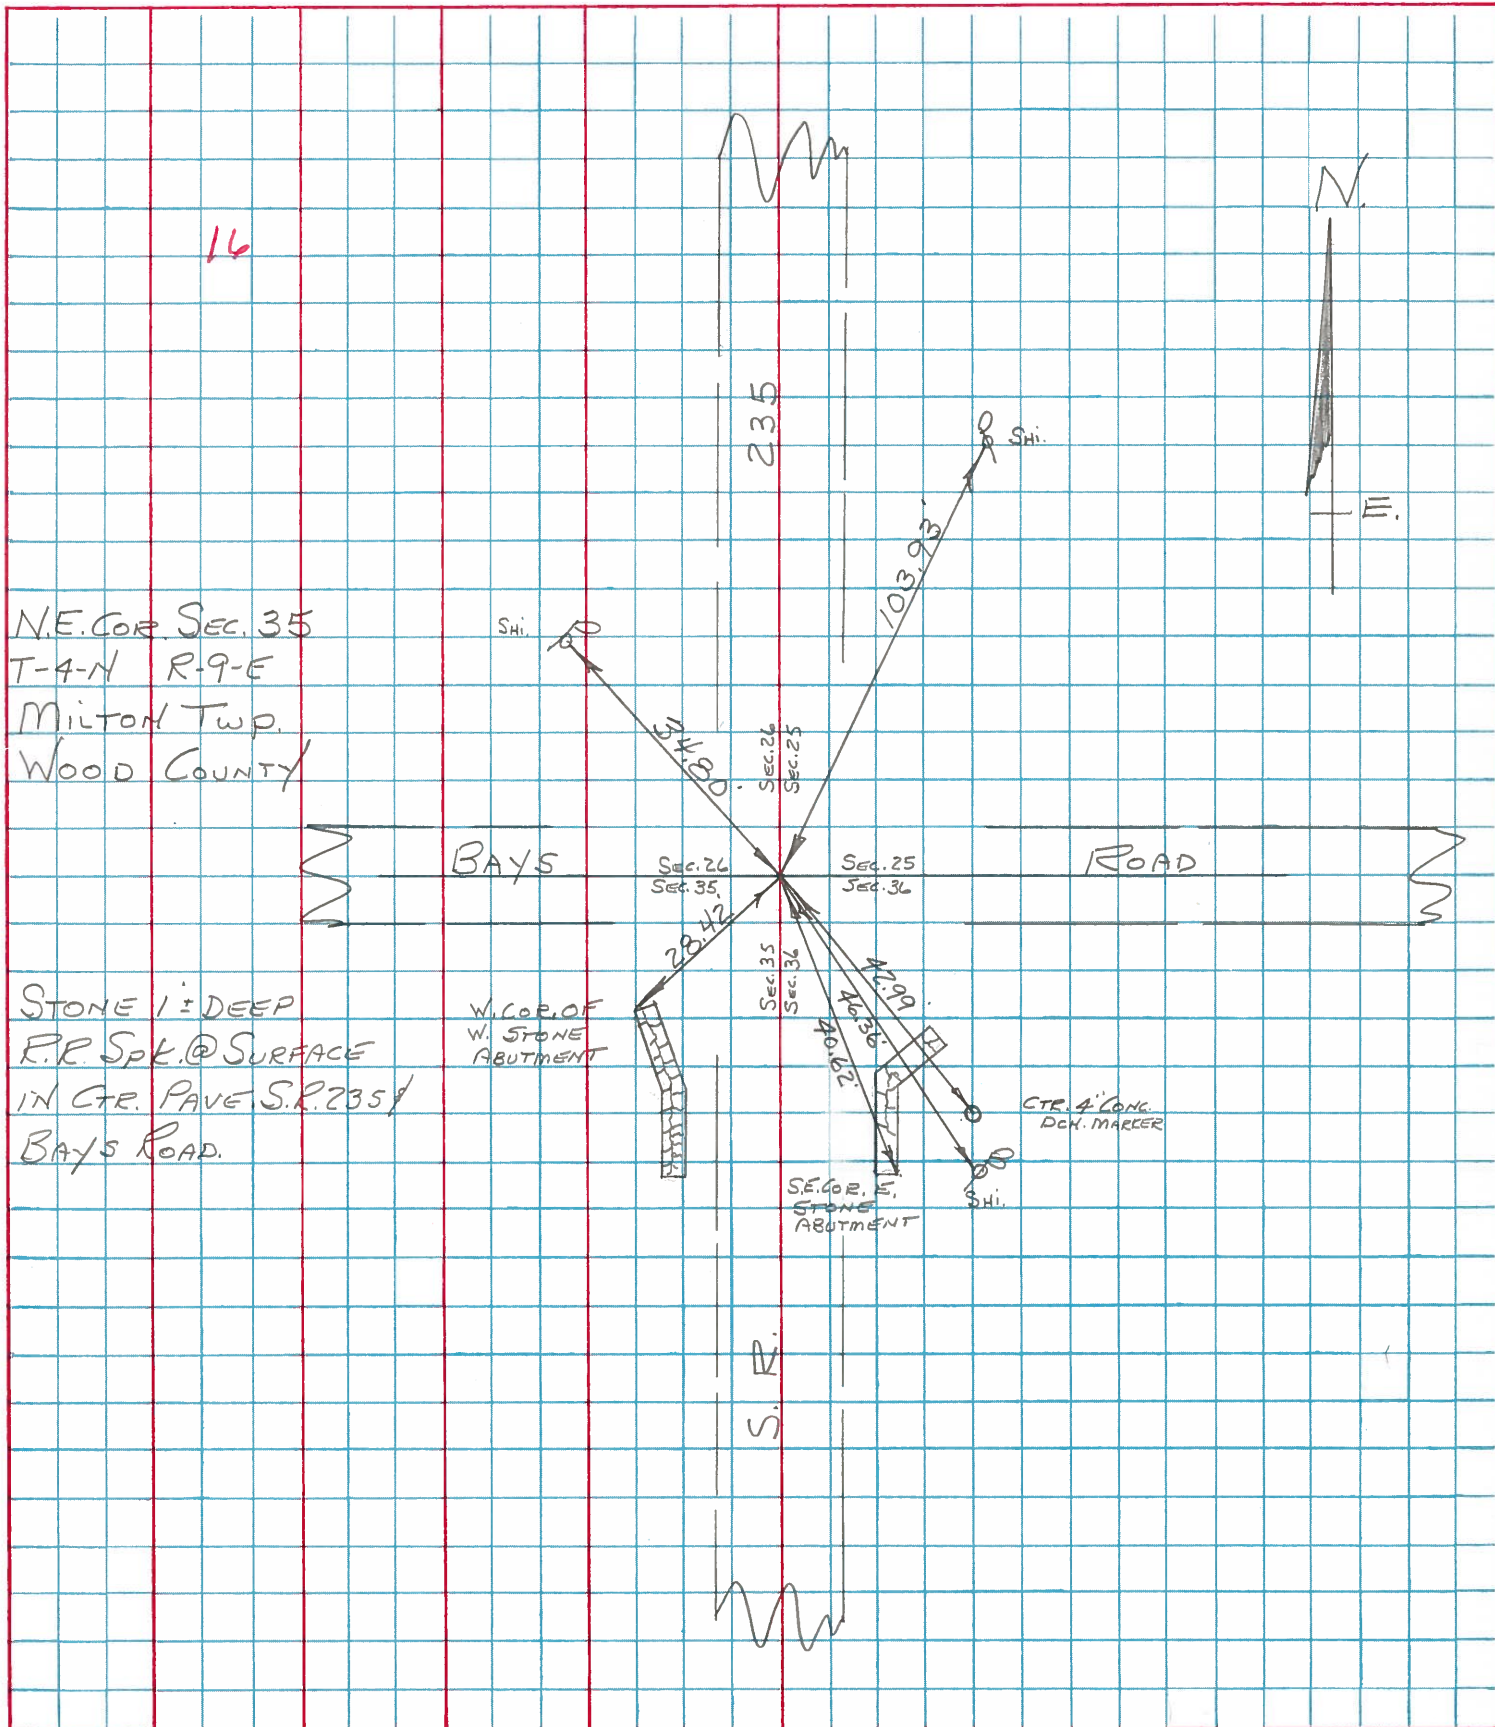 N.
16
235
SHI.
E.
103.93'
N.E. COR. SEC. 35
T-4-N R-9-E
MILTON TWP.
WOOD COUNTY
SHI.
SEC. 26
SEC. 25
BAYS
SEC. 26
SEC. 35
SEC. 25
SEC. 36
ROAD
28.42'
SEC. 35
SEC. 36
47.99'
46.36'
40.62'
STONE 1'± DEEP
R.R. SPK. @ SURFACE
IN CTR. PAVE. S.R. 235/
BAYS ROAD.
W. COR. OF
W. STONE
ABUTMENT
CTR. 4" CONC.
DCH. MARKER
S.E. COR. E.
STONE
ABUTMENT
SHI.
S. R.